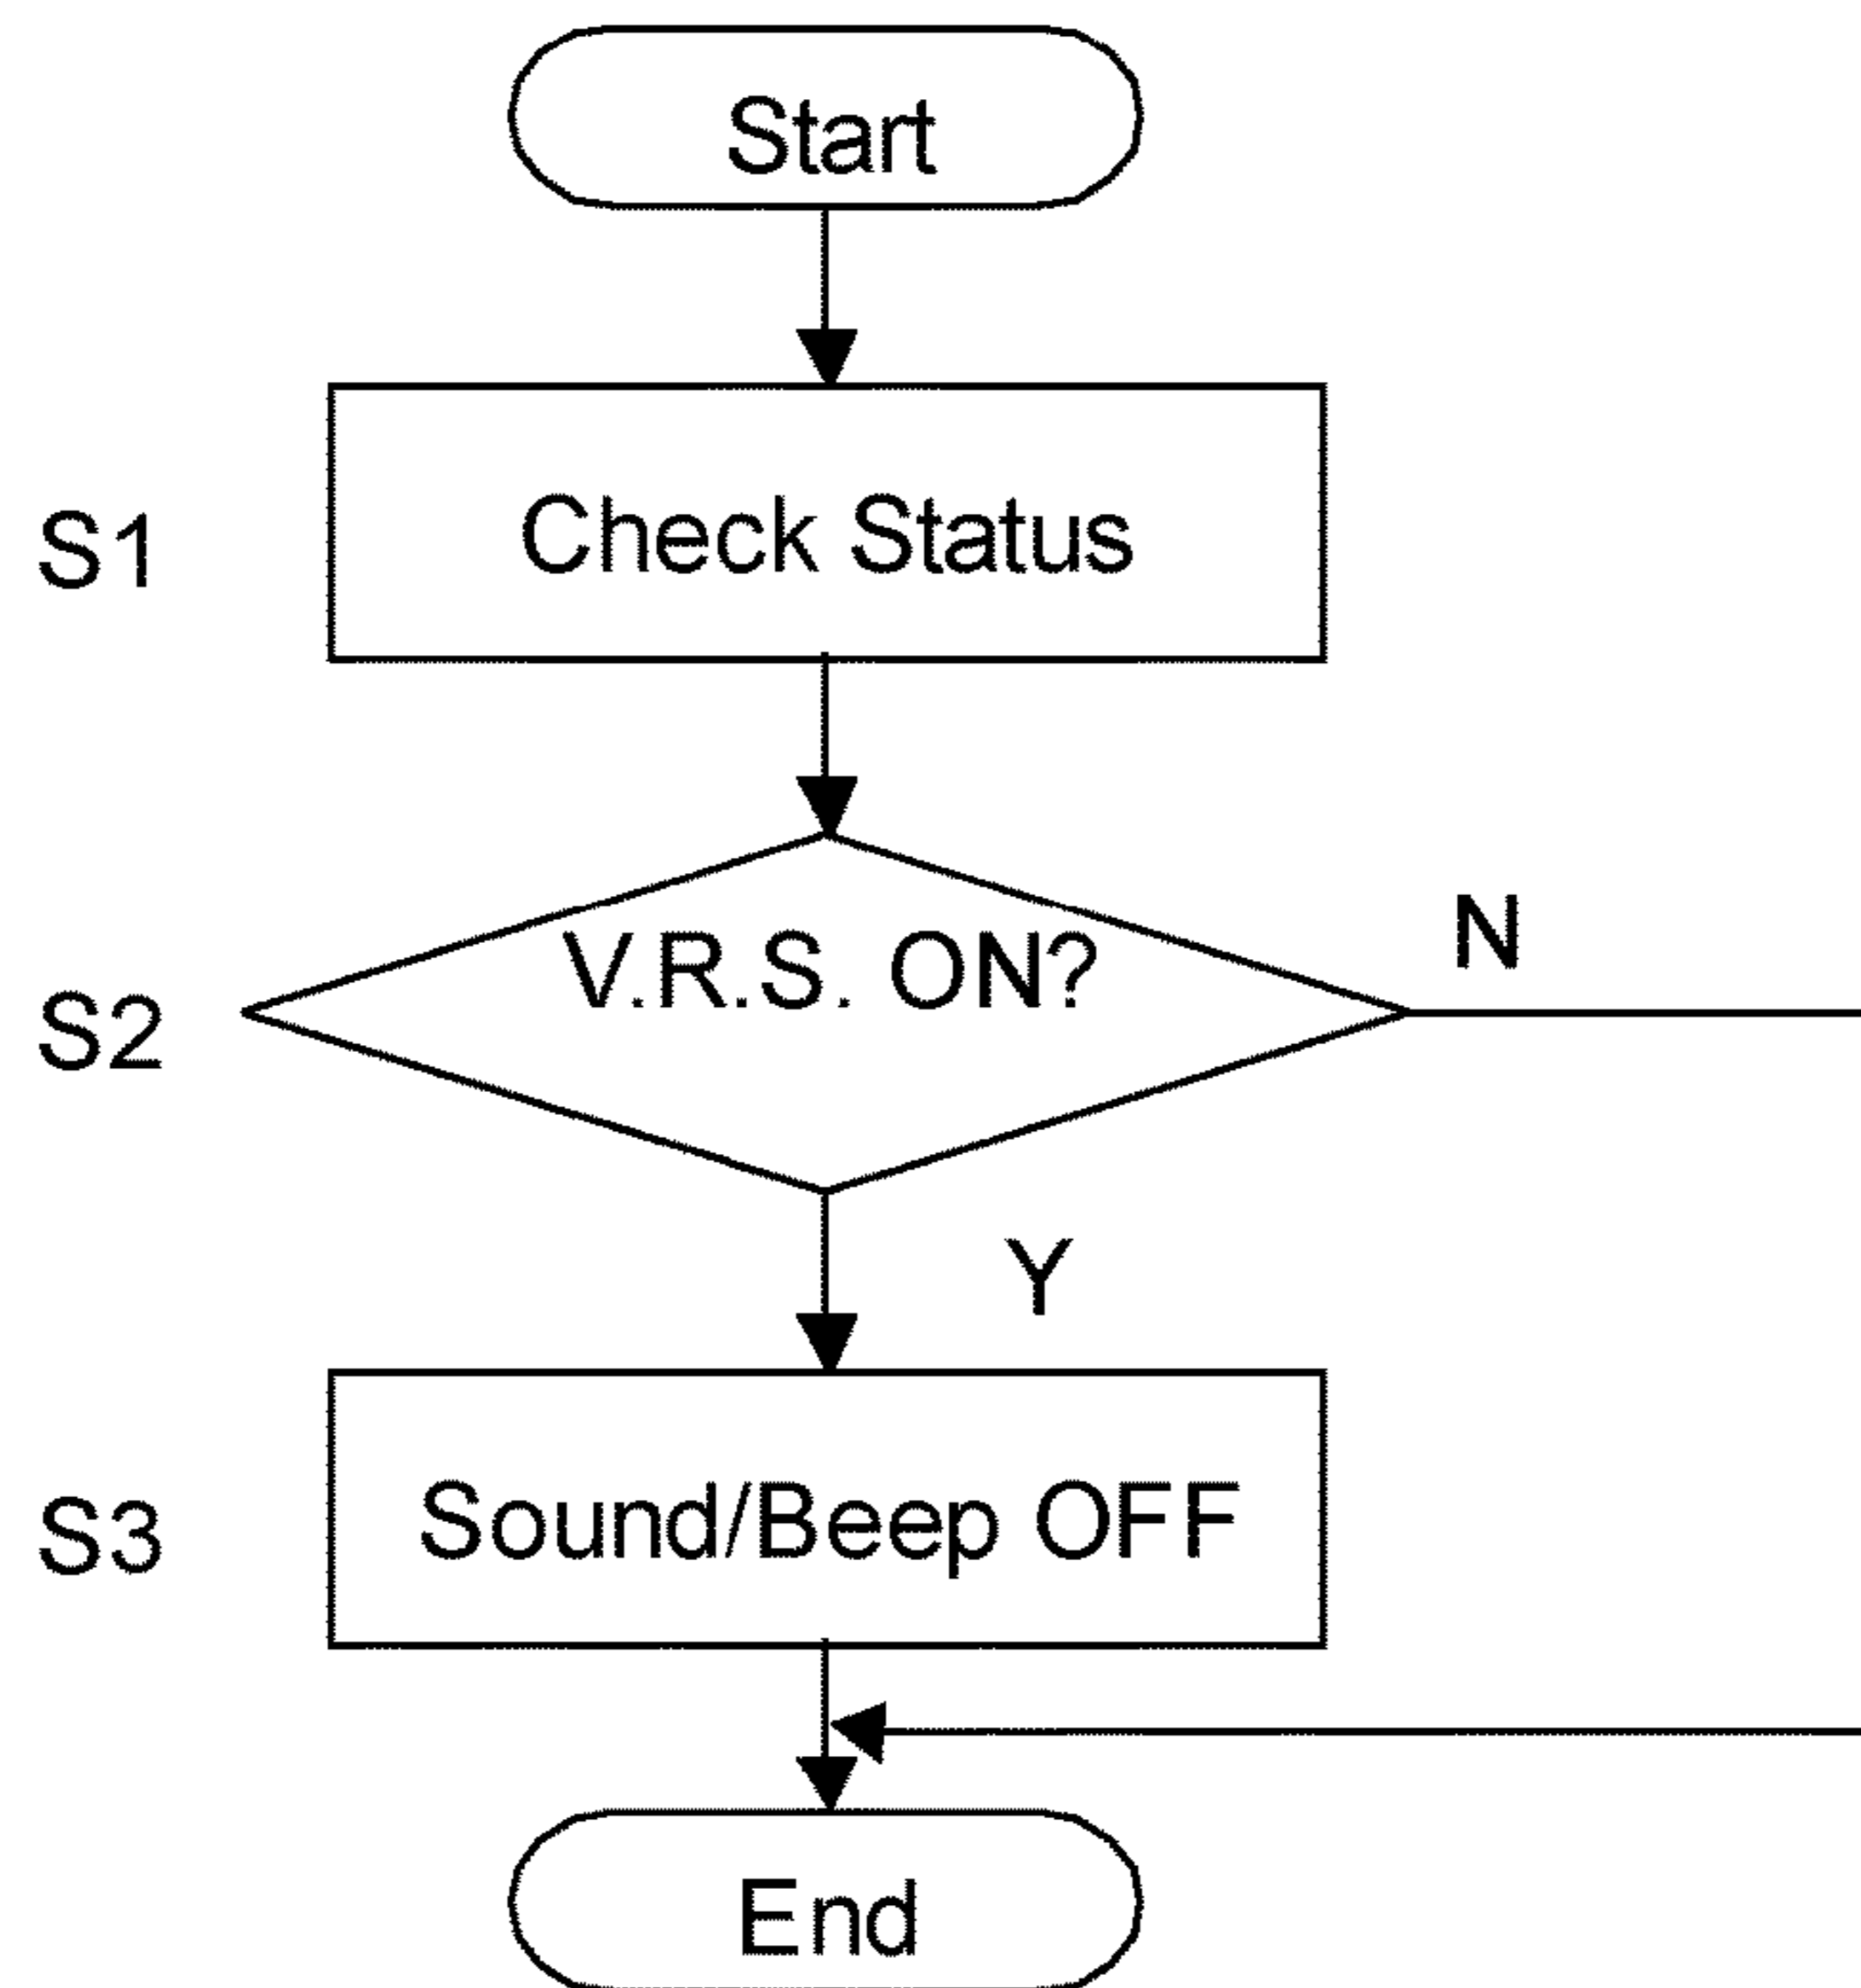 Start
S1
Check Status
S2
V.R.S. ON?
N
Y
S3
Sound/Beep OFF
End